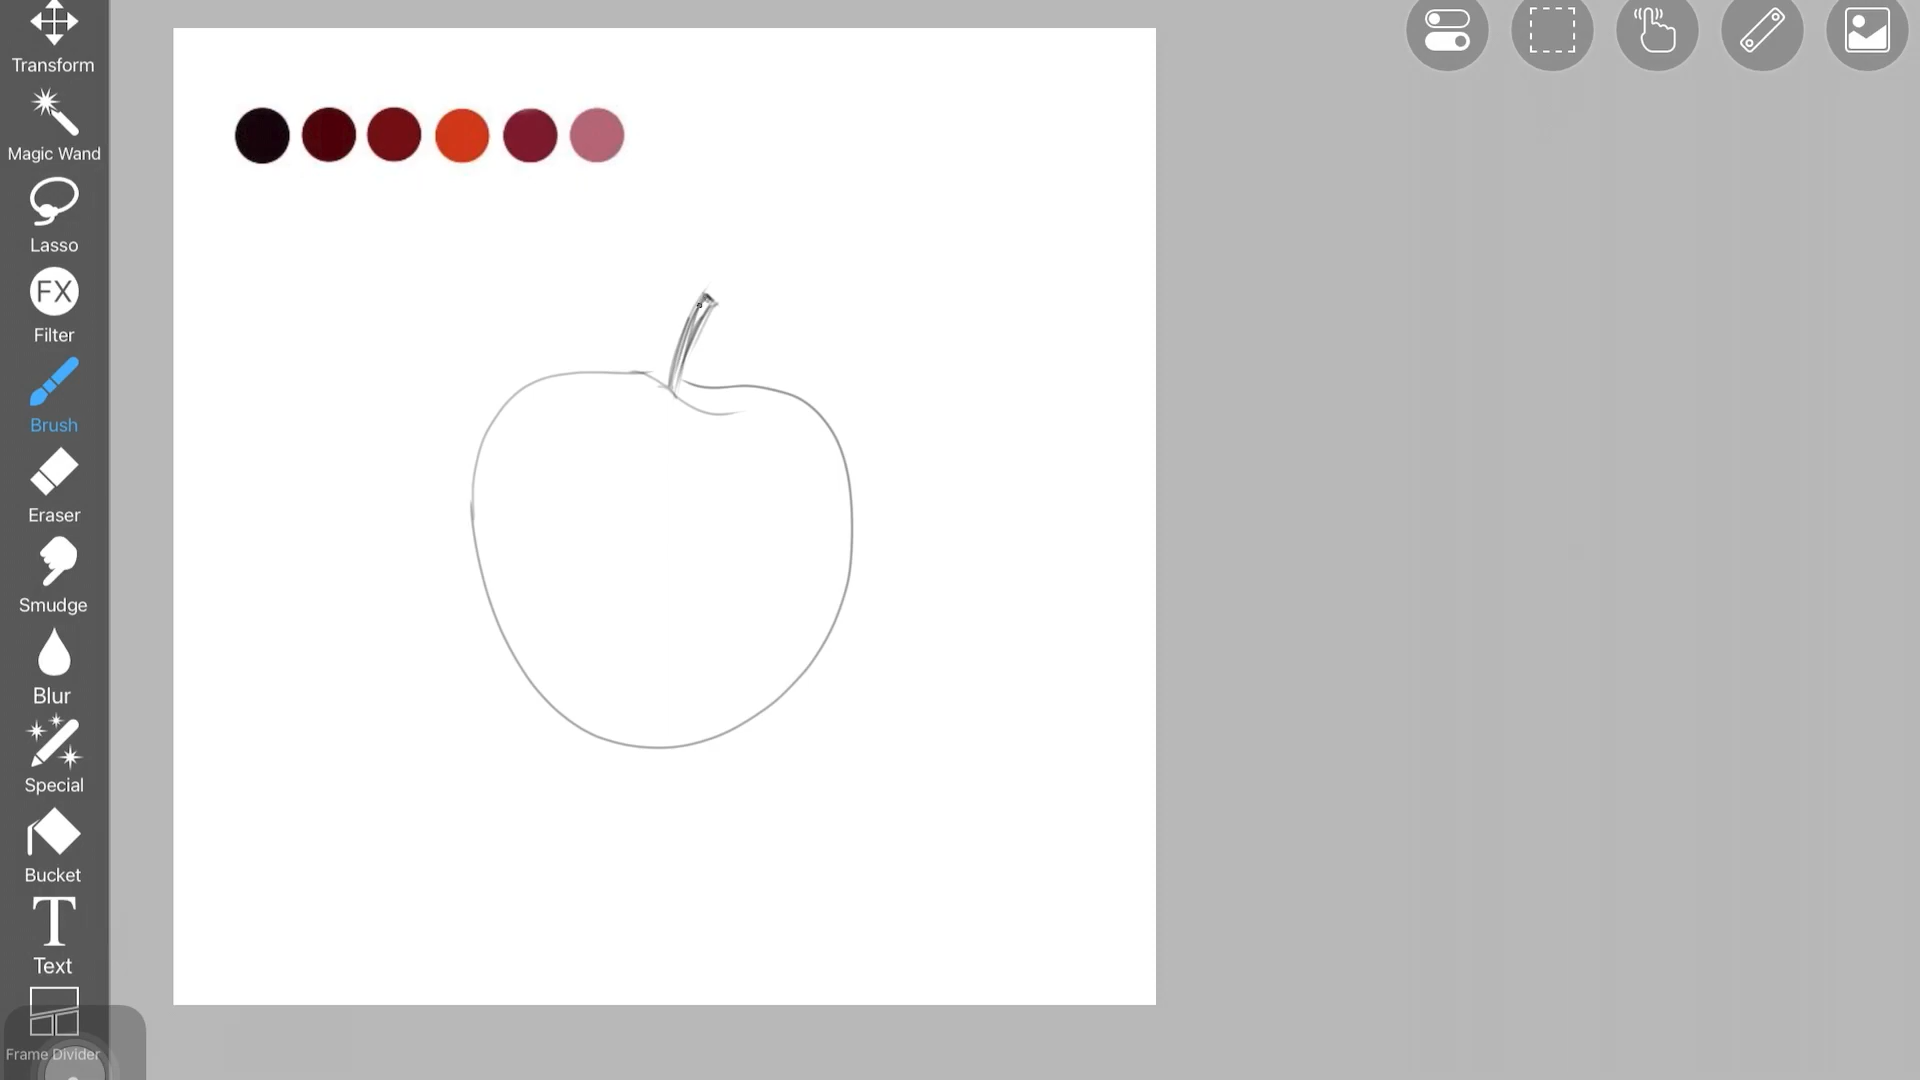 Transform
Magic Wand
Lasso
FX
Filter
Brush
Eraser
Smudge
Blur
Special
Bucket
T
Text
Frame Divider